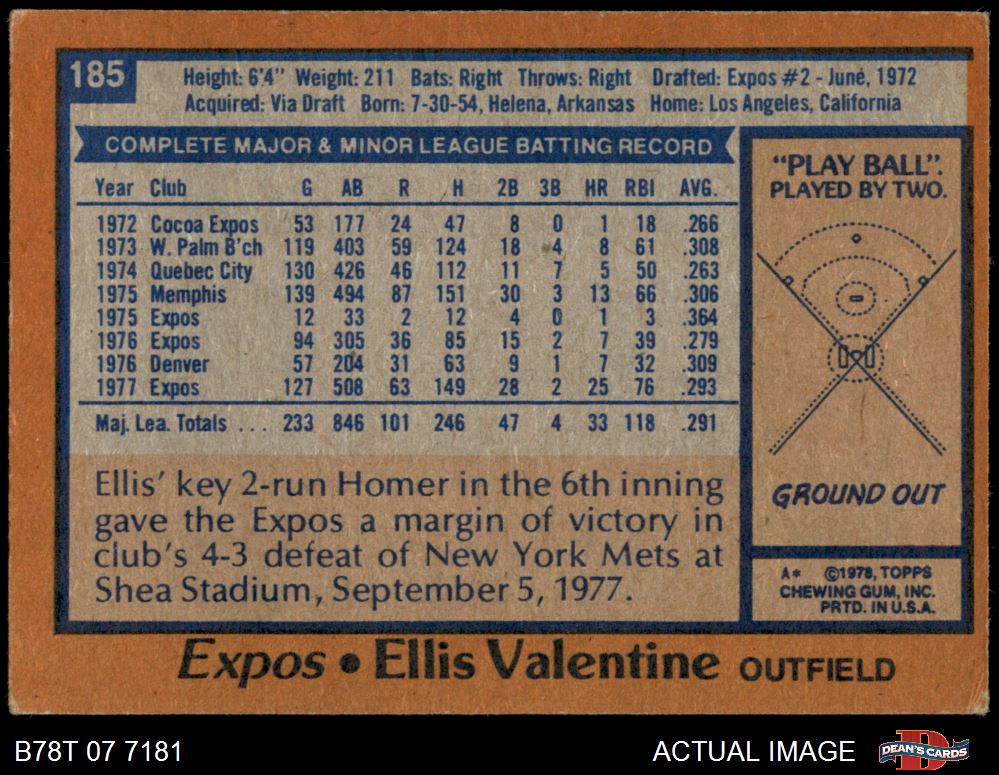 185
Height: 6'4" Weight: 211 Bats: Right Throws: Right Drafted: Expos #2 - June, 1972
Acquired: Via Draft Born: 7-30-54, Helena, Arkansas Home: Los Angeles, California
COMPLETE MAJOR & MINOR LEAGUE BATTING RECORD
Year Club G AB R H 2B 3B HR RBI AVG.
1972 Cocoa Expos 53 177 24 47 8 0 1 18 .266
1973 W. Palm B'ch 119 403 59 124 18 4 8 61 .308
1974 Quebec City 130 426 46 112 11 7 5 50 .263
1975 Memphis 139 494 87 151 30 3 13 66 .306
1975 Expos 12 33 2 12 4 0 1 3 .364
1976 Expos 94 305 36 85 15 2 7 39 .279
1976 Denver 57 204 31 63 9 1 7 32 .309
1977 Expos 127 508 63 149 28 2 25 76 .293
Maj. Lea. Totals . . . 233 846 101 246 47 4 33 118 .291
Ellis' key 2-run Homer in the 6th inning
gave the Expos a margin of victory in
club's 4-3 defeat of New York Mets at
Shea Stadium, September 5, 1977.
"PLAY BALL".
PLAYED BY TWO.
GROUND OUT
A* ©1978, TOPPS
CHEWING GUM, INC.
PRTD. IN U.S.A.
Expos • Ellis Valentine OUTFIELD
B78T 07 7181
ACTUAL IMAGE
D
DEAN'S CARDS